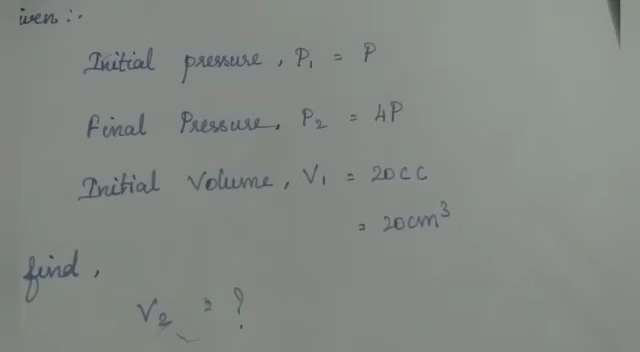 iven :-
Initial pressure, P₁ = P
Final Pressure, P₂ = 4P
Initial Volume, V₁ = 20cc
= 20cm³
find,
V₂ = ?